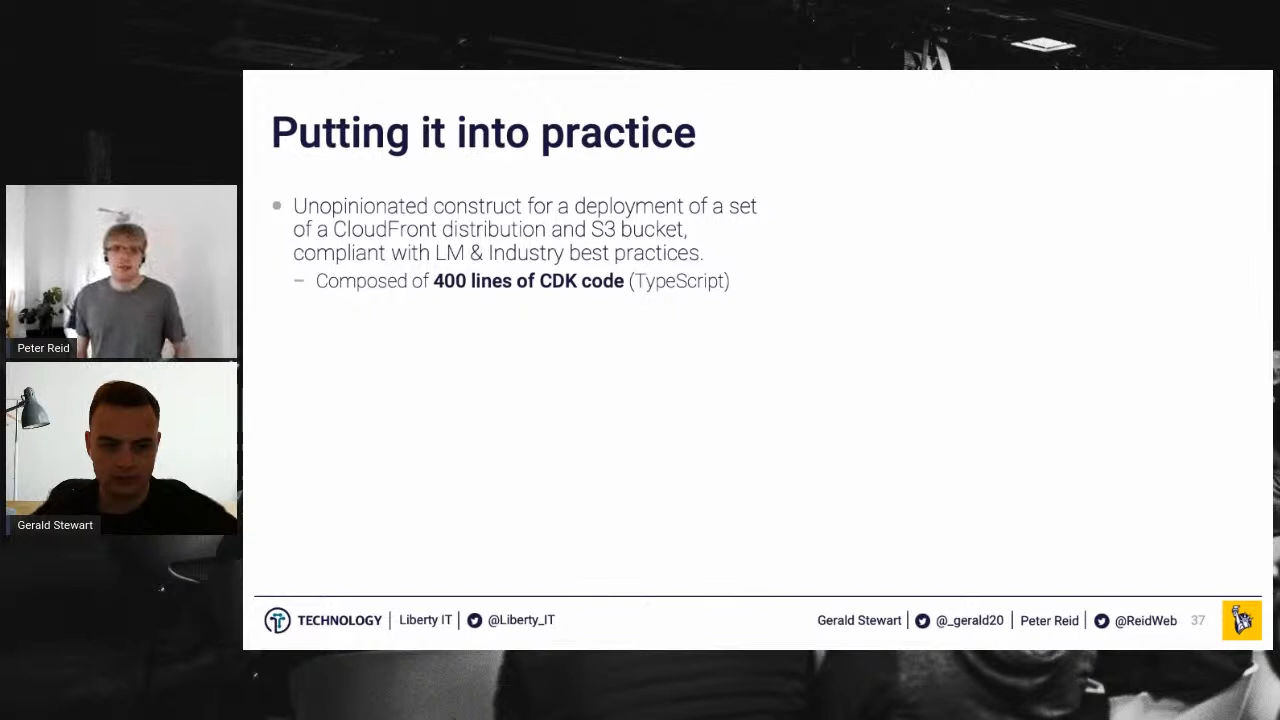 Putting it into practice
Unopinionated construct for a deployment of a set
of a CloudFront distribution and S3 bucket,
compliant with LM & Industry best practices.
– Composed of 400 lines of CDK code (TypeScript)
Peter Reid
Gerald Stewart
TECHNOLOGY | Liberty IT | @Liberty_IT
Gerald Stewart | @_gerald20 | Peter Reid | @ReidWeb 37